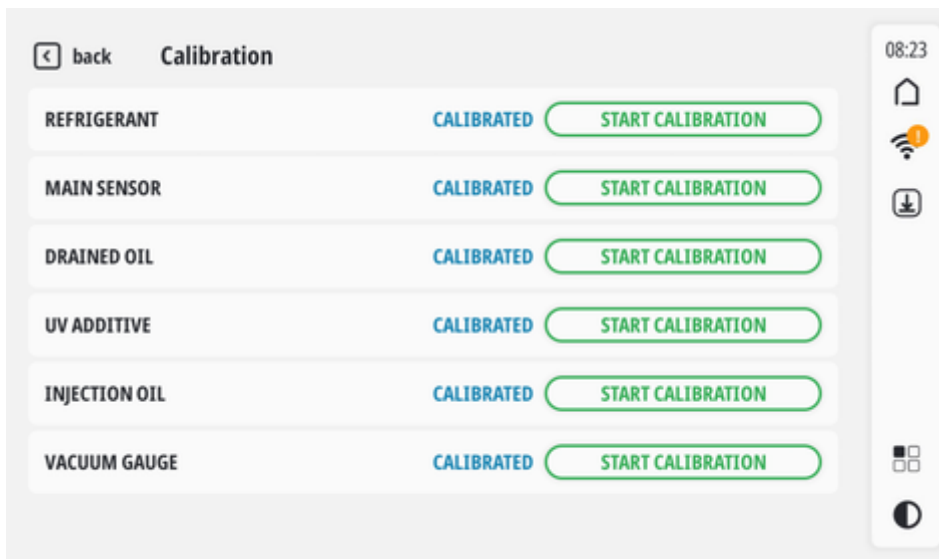 back Calibration
08:23
REFRIGERANT CALIBRATED START CALIBRATION
MAIN SENSOR CALIBRATED START CALIBRATION
DRAINED OIL CALIBRATED START CALIBRATION
UV ADDITIVE CALIBRATED START CALIBRATION
INJECTION OIL CALIBRATED START CALIBRATION
VACUUM GAUGE CALIBRATED START CALIBRATION